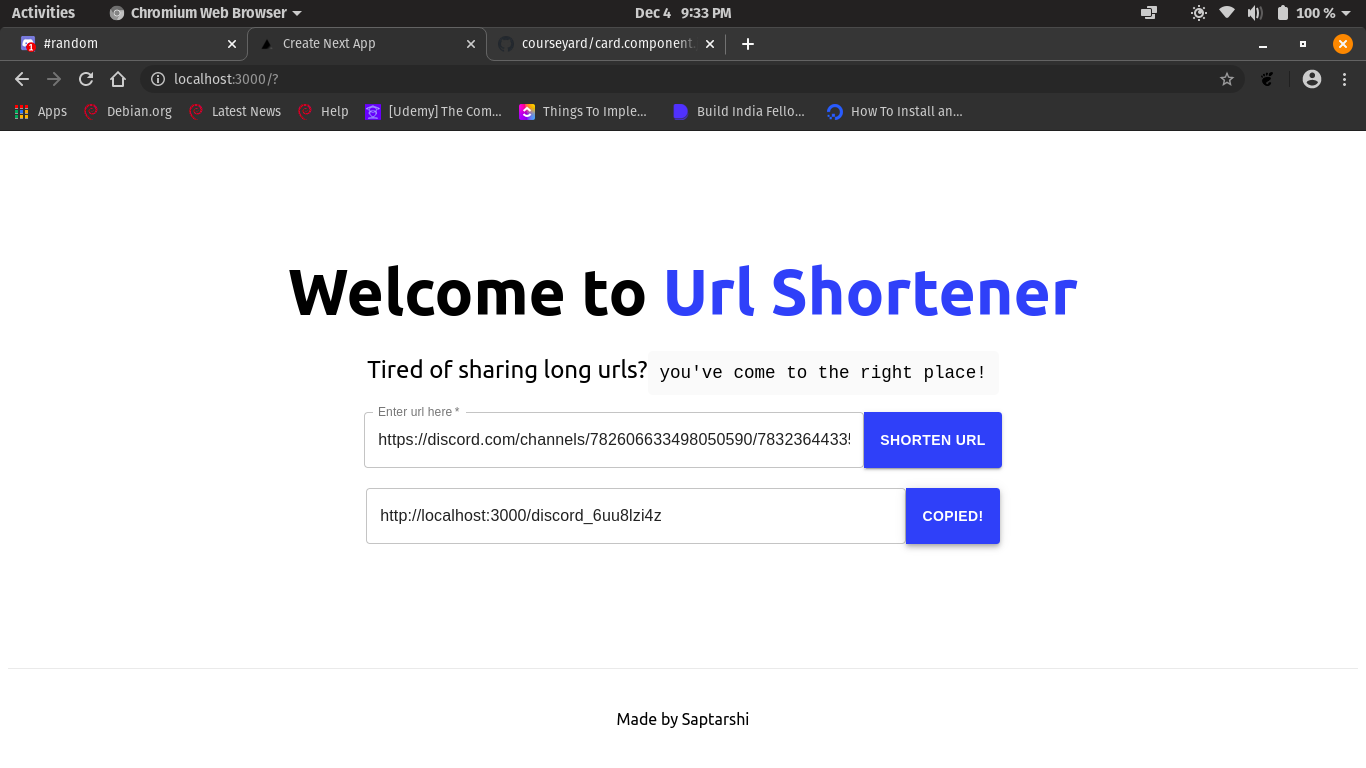 Activities Chromium Web Browser Dec 4 9:33 PM 100 %
#random Create Next App courseyard/card.component.
localhost:3000/?
Apps Debian.org Latest News Help [Udemy] The Com… Things To Imple… Build India Fello… How To Install an…
Welcome to Url Shortener
Tired of sharing long urls? you've come to the right place!
Enter url here *
https://discord.com/channels/782606633498050590/78323644335 SHORTEN URL
http://localhost:3000/discord_6uu8lzi4z COPIED!
Made by Saptarshi